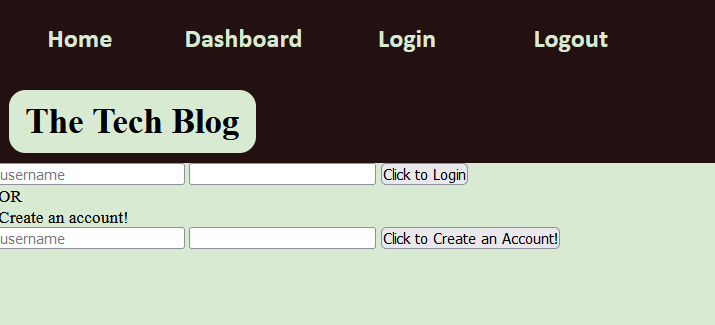 Home Dashboard Login Logout
The Tech Blog
username Click to Login
OR
Create an account!
username Click to Create an Account!